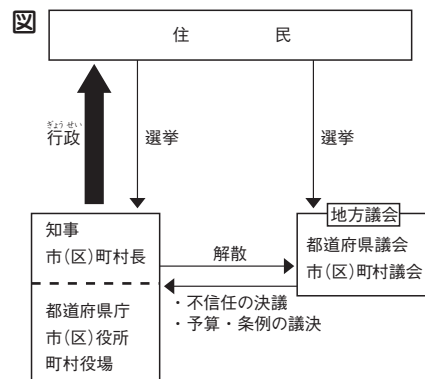 図
住 民
ぎょうせい
行政
選挙
選挙
地方議会
知事
市(区)町村長
解散
都道府県議会
市(区)町村議会
・不信任の決議
・予算・条例の議決
都道府県庁
市(区)役所
町村役場